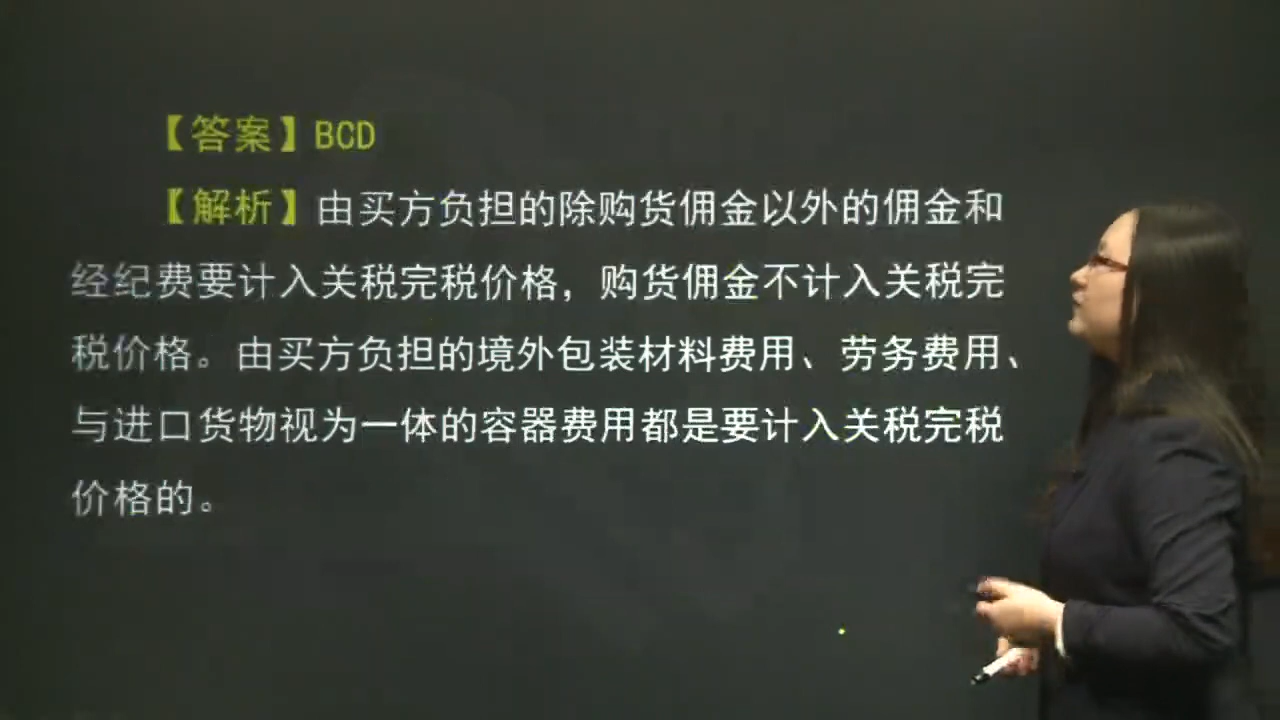 【答案】BCD
【解析】由买方负担的除购货佣金以外的佣金和
经纪费要计入关税完税价格，购货佣金不计入关税完
税价格。由买方负担的境外包装材料费用、劳务费用、
与进口货物视为一体的容器费用都是要计入关税完税
价格的。